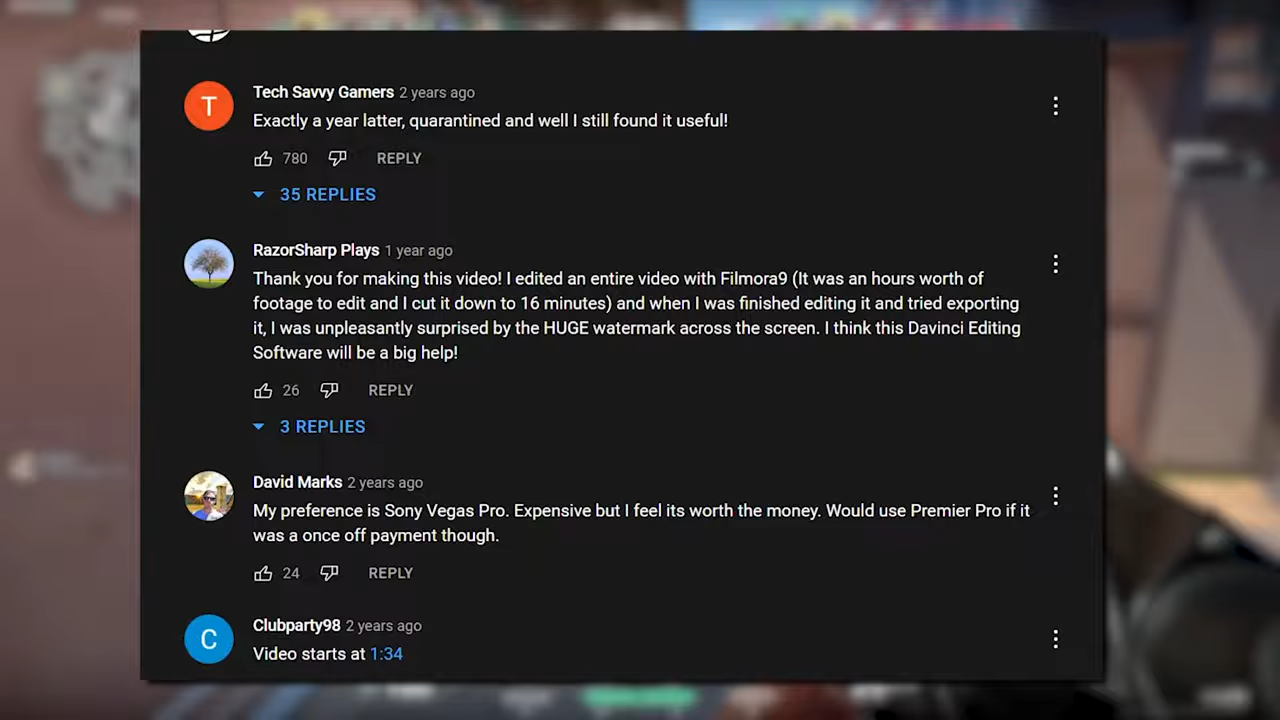 Tech Savvy Gamers 2 years ago
T
Exactly a year latter, quarantined and well I still found it useful!
780 REPLY
35 REPLIES
RazorSharp Plays 1 year ago
Thank you for making this video! I edited an entire video with Filmora9 (It was an hours worth of
footage to edit and I cut it down to 16 minutes) and when I was finished editing it and tried exporting
it, I was unpleasantly surprised by the HUGE watermark across the screen. I think this Davinci Editing
Software will be a big help!
26 REPLY
3 REPLIES
David Marks 2 years ago
My preference is Sony Vegas Pro. Expensive but I feel its worth the money. Would use Premier Pro if it
was a once off payment though.
24 REPLY
Clubparty98 2 years ago
C
Video starts at 1:34